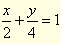 x/2 + y/4 = 1